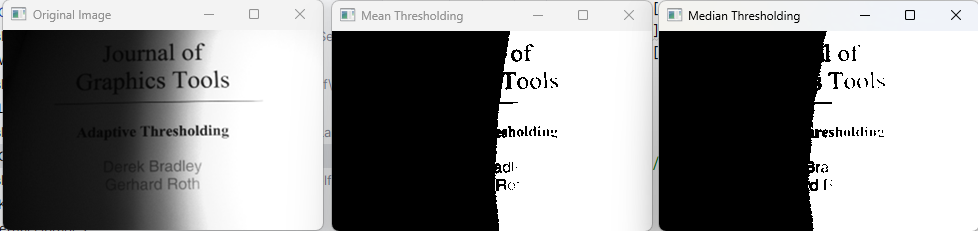 Original Image
Journal of
Graphics Tools
Adaptive Thresholding
Derek Bradley
Gerhard Roth
Mean Thresholding
of
Tools
esholding
Median Thresholding
l of
s Tools
resholding